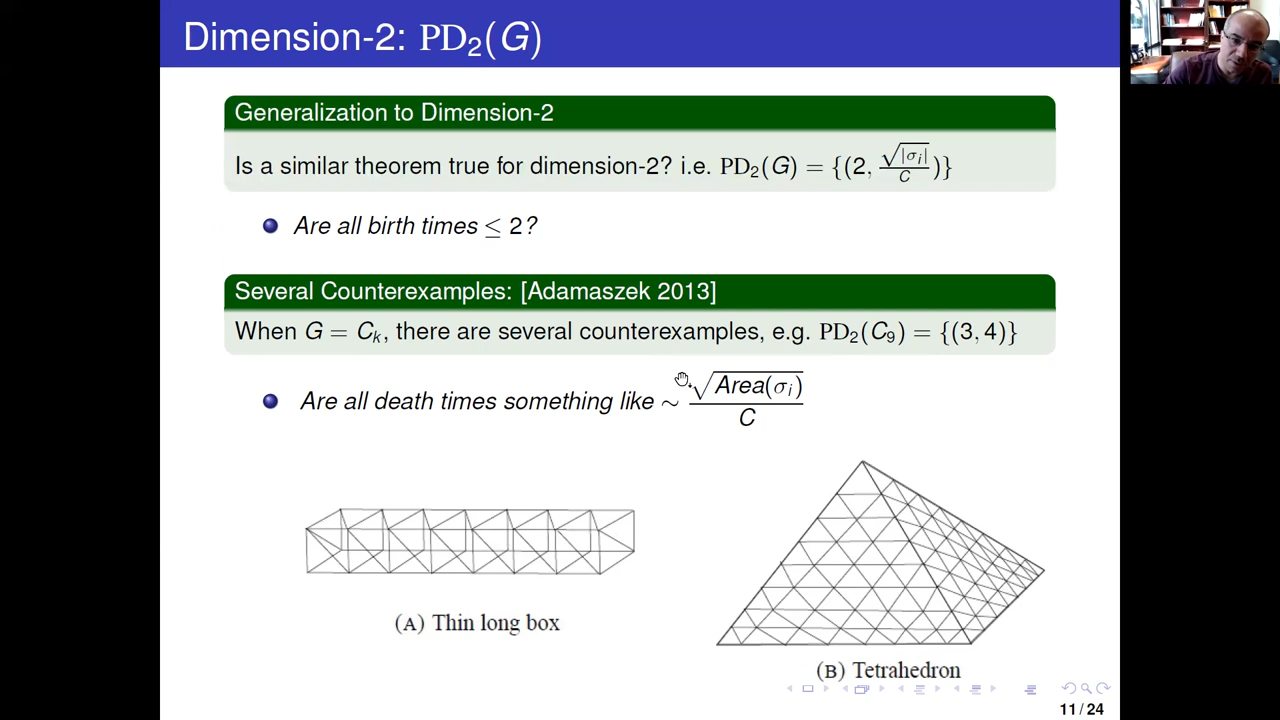 Dimension-2: PD₂(G)
Generalization to Dimension-2
Is a similar theorem true for dimension-2? i.e. PD₂(G) = {(2, √|σᵢ| / C)}
Are all birth times ≤ 2?
Several Counterexamples: [Adamaszek 2013]
When G = Cₖ, there are several counterexamples, e.g. PD₂(C₉) = {(3, 4)}
Are all death times something like ~ √Area(σᵢ) / C
(A) Thin long box
(B) Tetrahedron
11 / 24